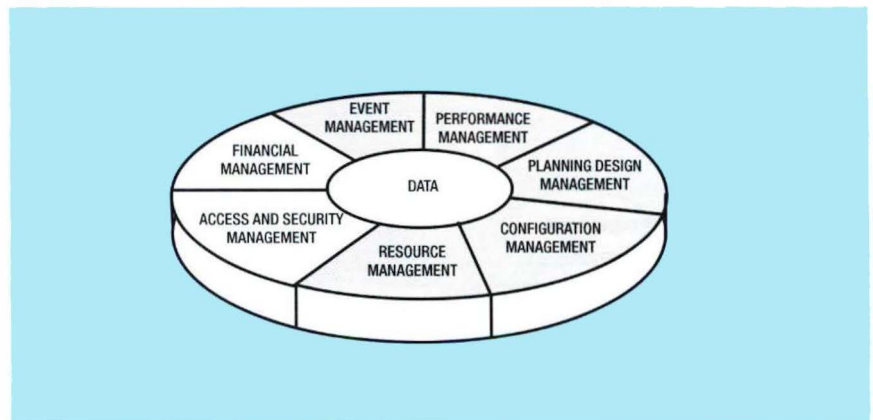 EVENT
MANAGEMENT
PERFORMANCE
MANAGEMENT
FINANCIAL
MANAGEMENT
PLANNING DESIGN
MANAGEMENT
DATA
ACCESS AND SECURITY
MANAGEMENT
CONFIGURATION
MANAGEMENT
RESOURCE
MANAGEMENT